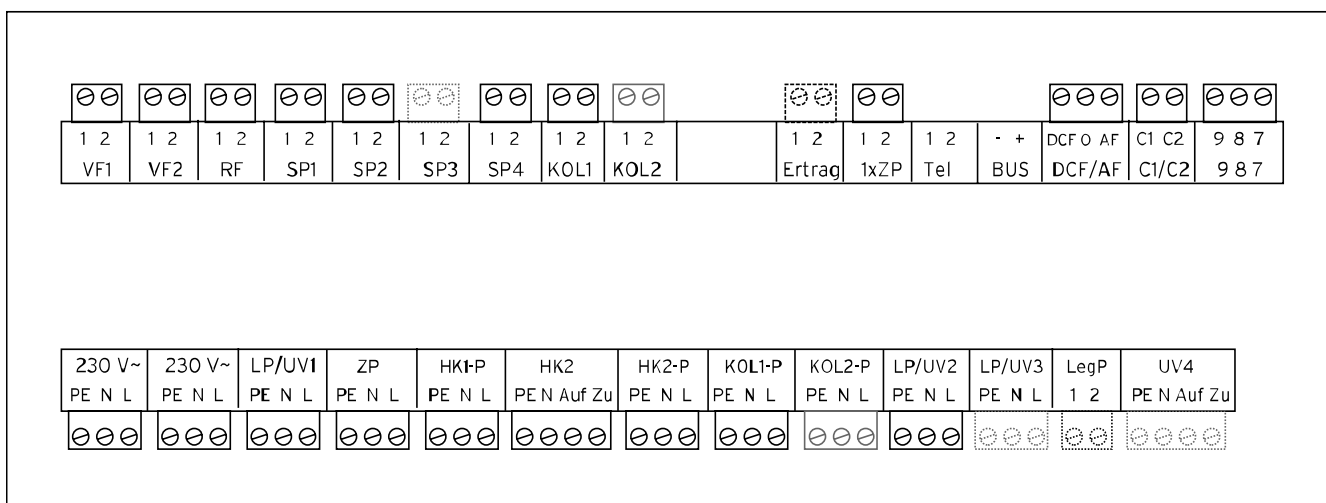 1 2 1 2 1 2 1 2 1 2 1 2 1 2 1 2 1 2 1 2 1 2 1 2 - + DCF O AF C1 C2 9 8 7
VF1 VF2 RF SP1 SP2 SP3 SP4 KOL1 KOL2 Ertrag 1xZP Tel BUS DCF/AF C1/C2 9 8 7
230 V~ 230 V~ LP/UV1 ZP HK1-P HK2 HK2-P KOL1-P KOL2-P LP/UV2 LP/UV3 LegP UV4
PE N L PE N L PE N L PE N L PE N L PE N Auf Zu PE N L PE N L PE N L PE N L PE N L 1 2 PE N Auf Zu